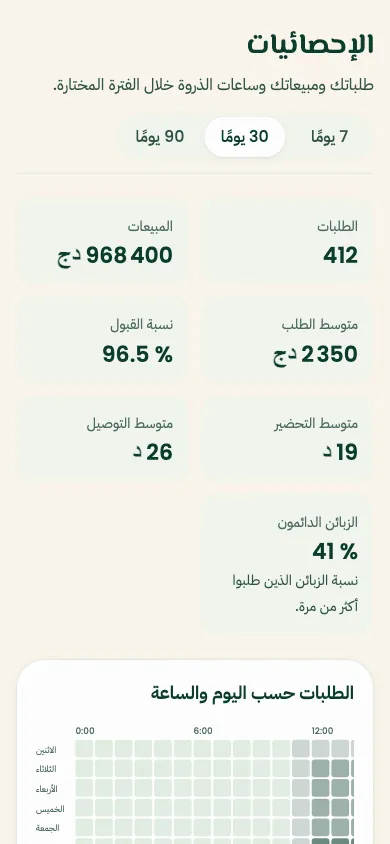 الإحصائيات
طلباتك ومبيعاتك وساعات الذروة خلال الفترة المختارة.
7 يومًا
30 يومًا
90 يومًا
الطلبات
412
المبيعات
968 400 دج
متوسط الطلب
2 350 دج
نسبة القبول
96.5 %
متوسط التحضير
19 د
متوسط التوصيل
26 د
الزبائن الدائمون
41 %
نسبة الزبائن الذين طلبوا
أكثر من مرة.
الطلبات حسب اليوم والساعة
0:00
6:00
12:00
الاثنين
الثلاثاء
الأربعاء
الخميس
الجمعة